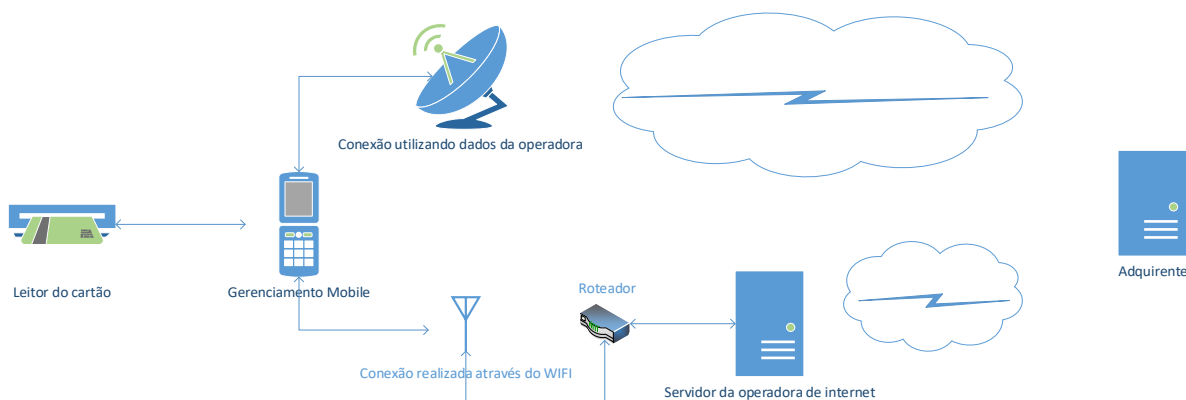 Conexão utilizando dados da operadora
Leitor do cartão
Gerenciamento Mobile
Roteador
Adquirente
Conexão realizada através do WIFI
Servidor da operadora de internet